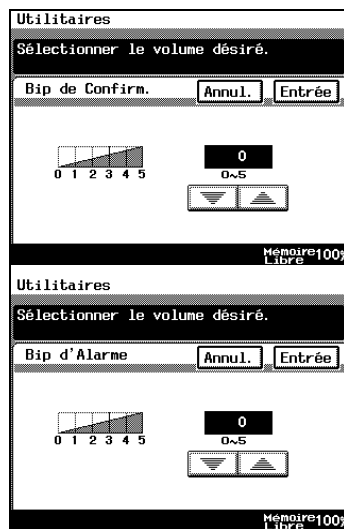 Utilitaires
Sélectionner le volume désiré.
Bip de Confirm. Annul. Entrée
0
0 1 2 3 4 5 0~5
Mémoire 100%
Libre
Utilitaires
Sélectionner le volume désiré.
Bip d'Alarme Annul. Entrée
0
0 1 2 3 4 5 0~5
Mémoire 100%
Libre